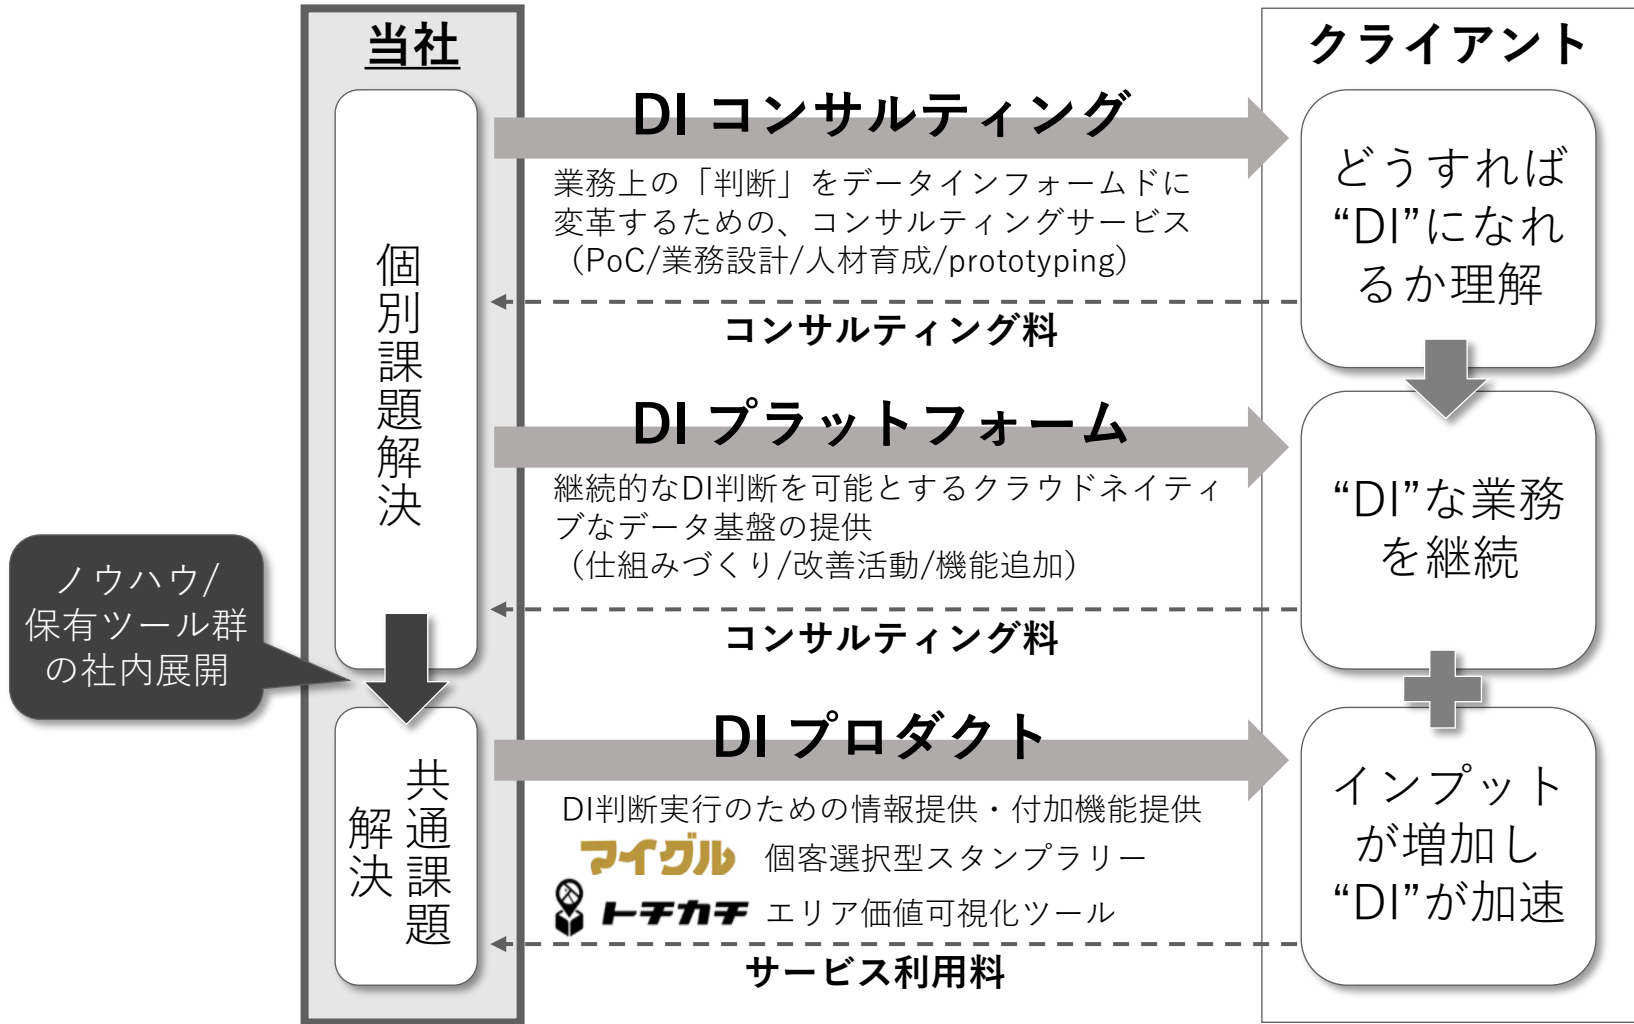 当社
個別課題解決
ノウハウ/
保有ツール群
の社内展開
共通課題
解決
DI コンサルティング
業務上の「判断」をデータインフォームドに
変革するための、コンサルティングサービス
（PoC/業務設計/人材育成/prototyping）
コンサルティング料
DI プラットフォーム
継続的なDI判断を可能とするクラウドネイティ
ブなデータ基盤の提供
（仕組みづくり/改善活動/機能追加）
コンサルティング料
DI プロダクト
DI判断実行のための情報提供・付加機能提供
マイグル 個客選択型スタンプラリー
トチカチ エリア価値可視化ツール
サービス利用料
クライアント
どうすれば
“DI”になれ
るか理解
“DI”な業務
を継続
インプット
が増加し
“DI”が加速